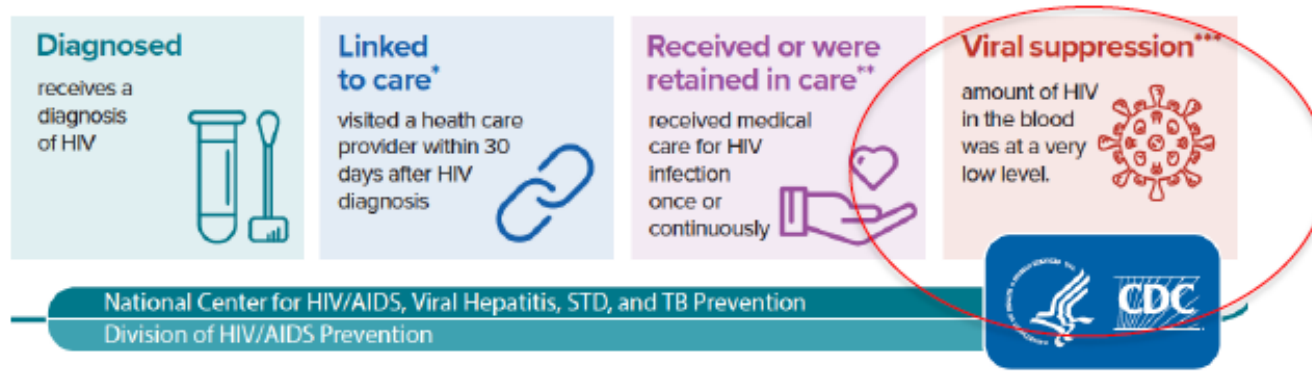 Diagnosed
receives a
diagnosis
of HIV
Linked
to care*
visited a heath care
provider within 30
days after HIV
diagnosis
Received or were
retained in care**
received medical
care for HIV
infection
once or
continuously
Viral suppression***
amount of HIV
in the blood
was at a very
low level.
National Center for HIV/AIDS, Viral Hepatitis, STD, and TB Prevention
Division of HIV/AIDS Prevention
CDC